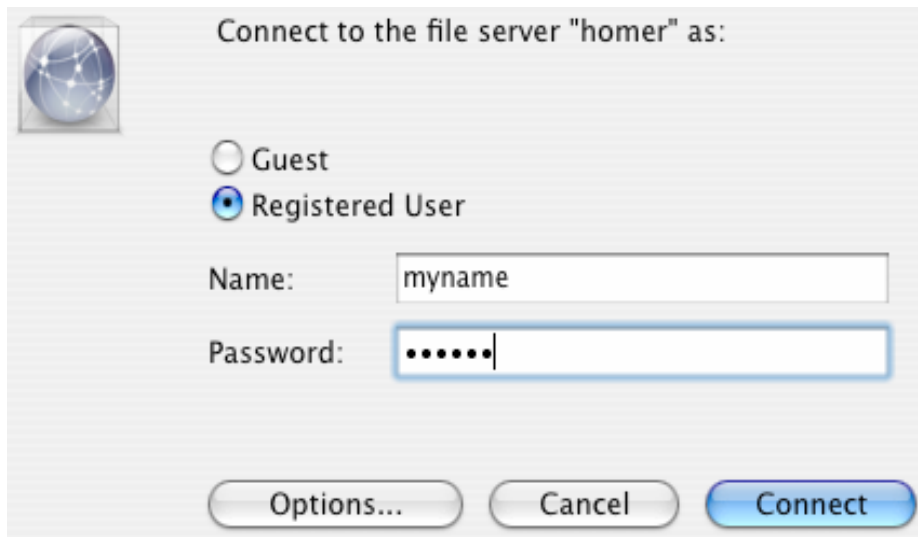 Connect to the file server "homer" as:
Guest
Registered User
Name: myname
Password: ••••••
Options... Cancel Connect